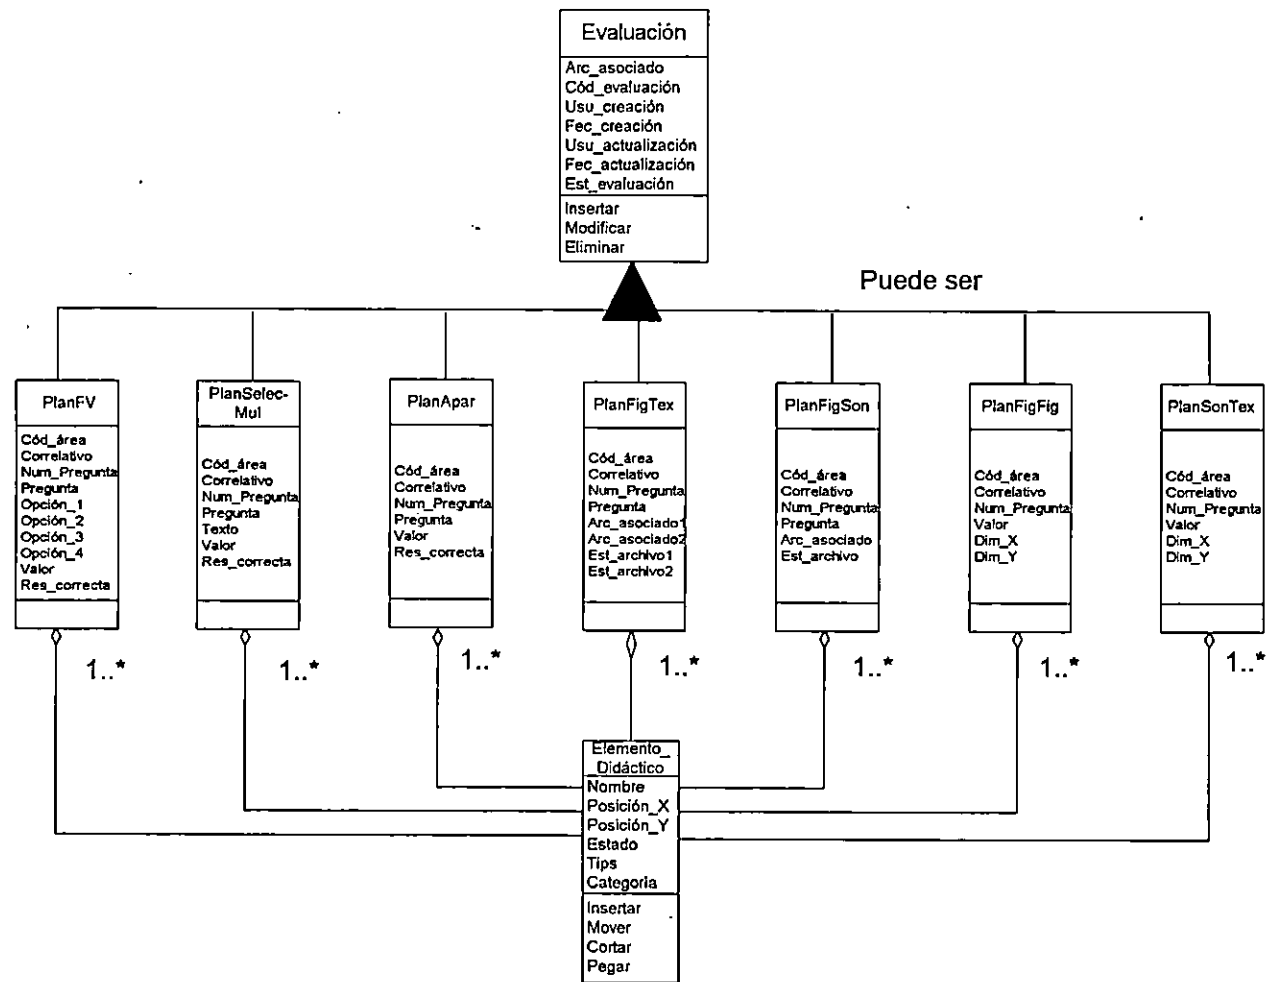 Evaluación
Arc_asociado
Cód_evaluación
Usu_creación
Fec_creación
Usu_actualización
Fec_actualización
Est_evaluación
Insertar
Modificar
Eliminar
Puede ser
PlanFV
Cód_área
Correlativo
Num_Pregunta
Pregunta
Opción_1
Opción_2
Opción_3
Opción_4
Valor
Res_correcta
1..*
PlanSelec-
Mul
Cód_área
Correlativo
Num_Pregunta
Pregunta
Texto
Valor
Res_correcta
1..*
PlanApar
Cód_área
Correlativo
Num_Pregunta
Pregunta
Valor
Res_correcta
1..*
PlanFigTex
Cód_área
Correlativo
Num_Pregunta
Pregunta
Arc_asociado1
Arc_asociado2
Est_archivo1
Est_archivo2
1..*
PlanFigSon
Cód_área
Correlativo
Num_Pregunta
Pregunta
Arc_asociado
Est_archivo
1..*
PlanFigFig
Cód_área
Correlativo
Num_Pregunta
Valor
Dim_X
Dim_Y
1..*
PlanSonTex
Cód_área
Correlativo
Num_Pregunta
Valor
Dim_X
Dim_Y
1..*
Elemento_
_Didáctico
Nombre
Posición_X
Posición_Y
Estado
Tips
Categoria
Insertar
Mover
Cortar
Pegar